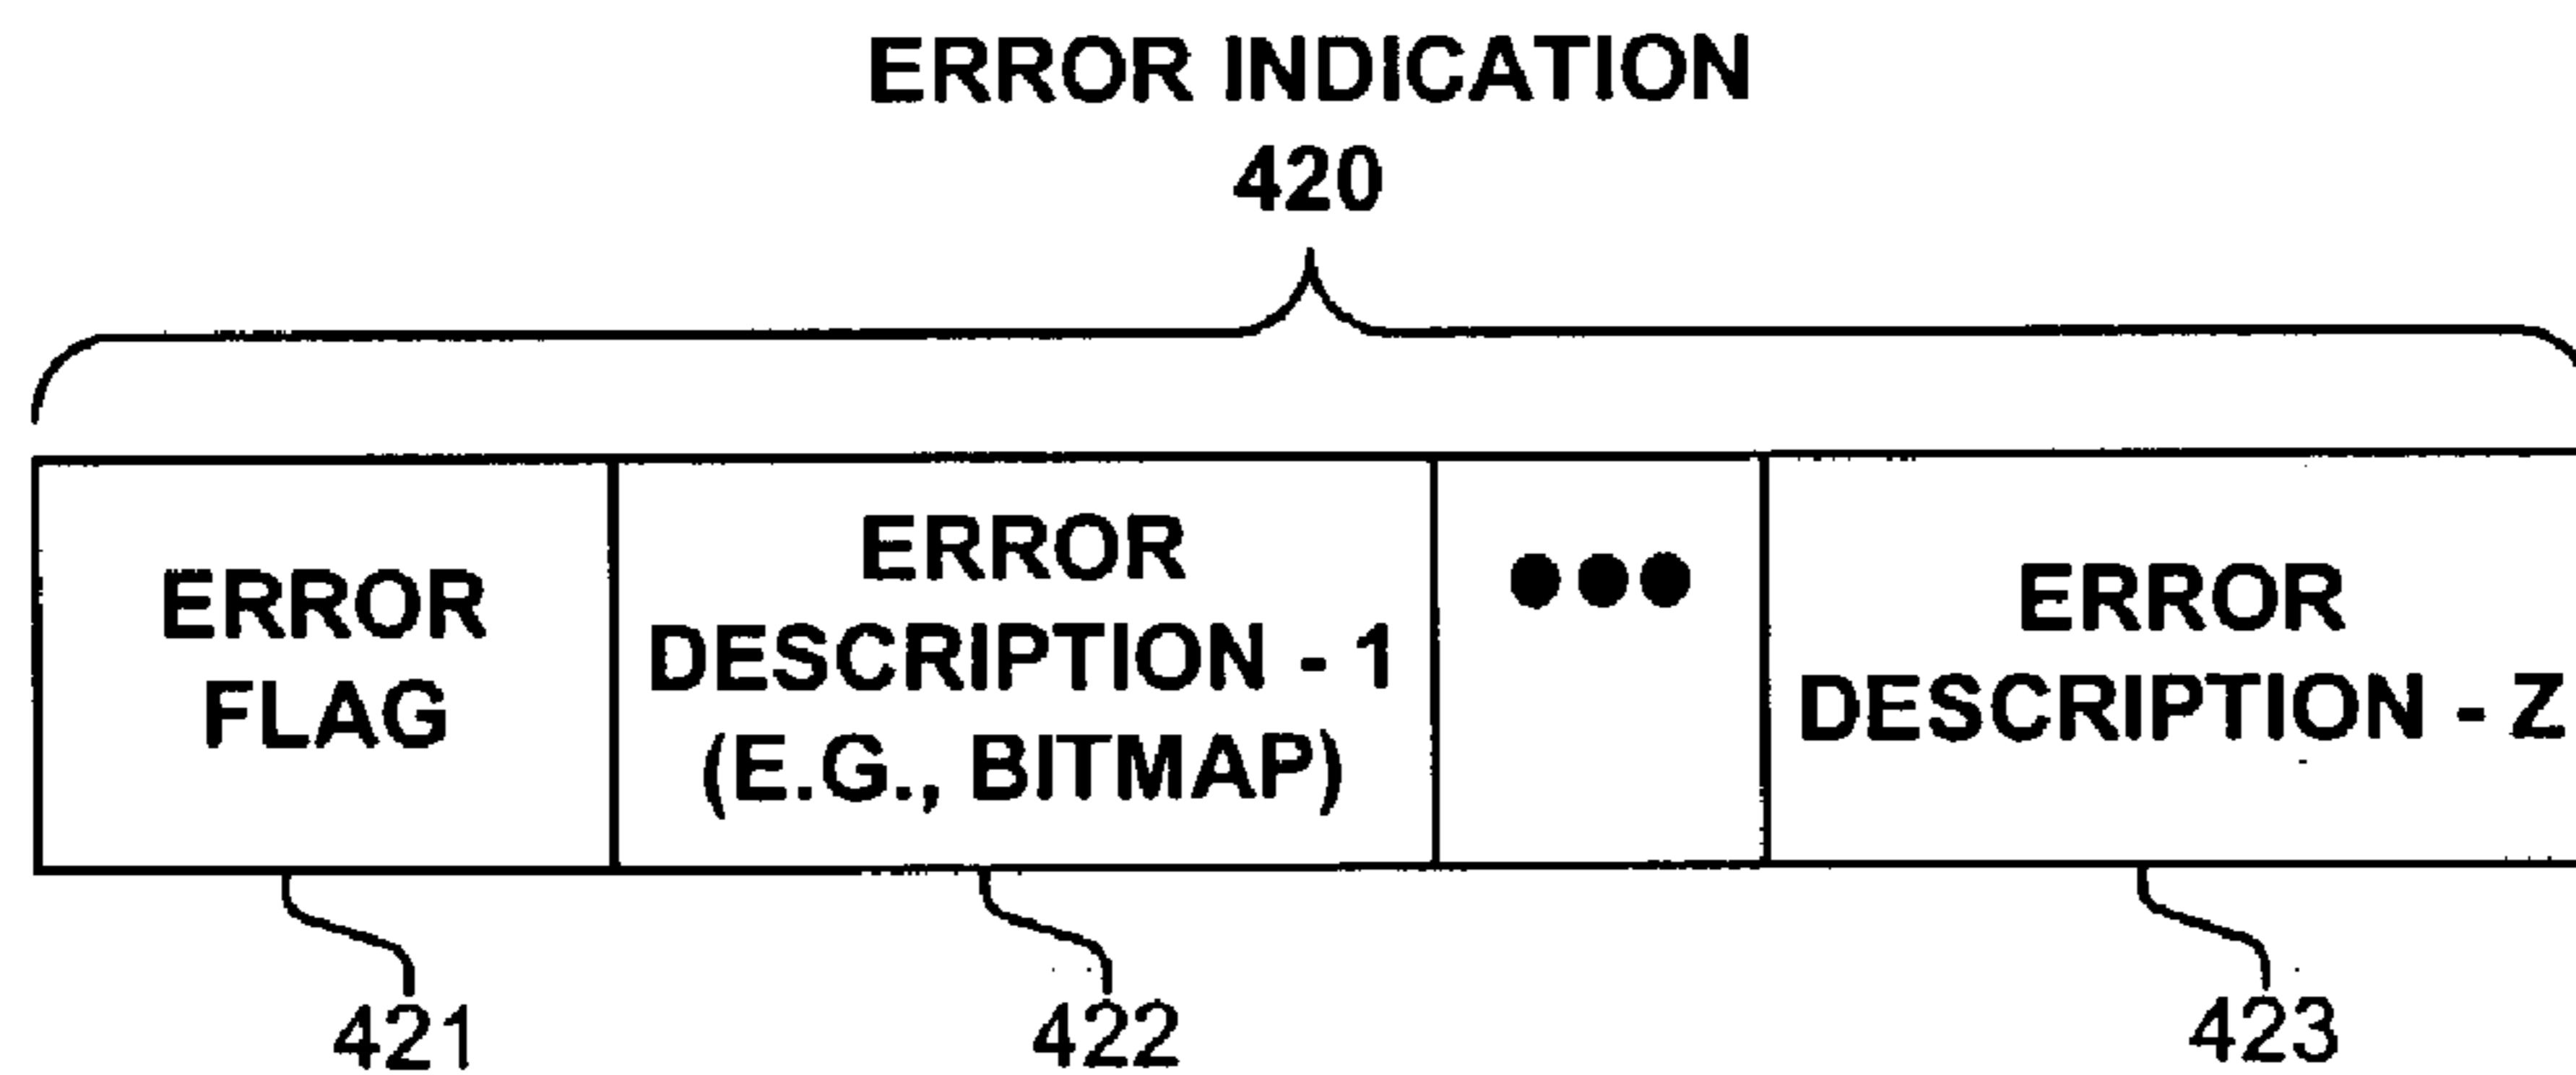 ERROR INDICATION
420
ERROR
FLAG
ERROR
DESCRIPTION - 1
(E.G., BITMAP)
ERROR
DESCRIPTION - Z
421
422
423